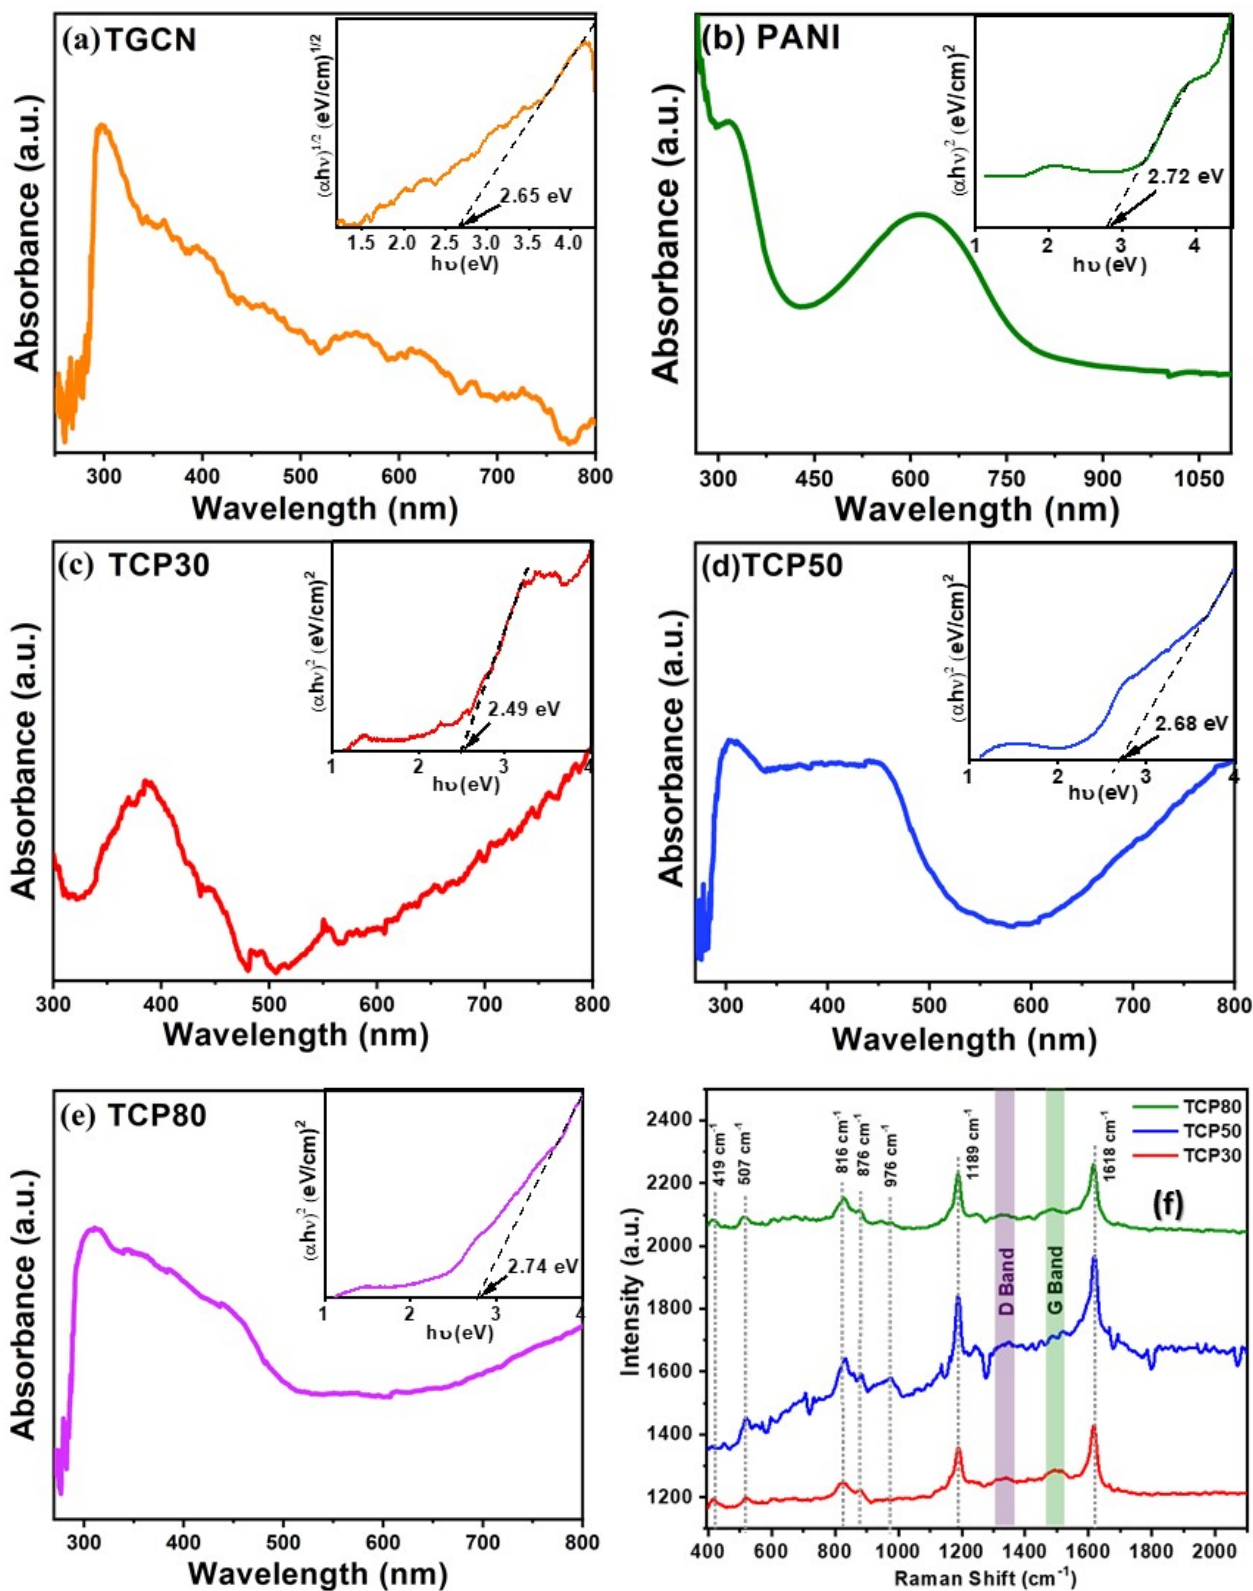 (a) TGCN
Absorbance (a.u.)
(αhν)1/2 (eV/cm)1/2
2.65 eV
1.5 2.0 2.5 3.0 3.5 4.0
hυ(eV)
300 400 500 600 700 800
Wavelength (nm)
(b) PANI
Absorbance (a.u.)
(αhν)2 (eV/cm)2
2.72 eV
1 2 3 4
hυ(eV)
300 450 600 750 900 1050
Wavelength (nm)
(c) TCP30
Absorbance (a.u.)
(αhν)2 (eV/cm)2
2.49 eV
1 2 3 4
hυ(eV)
300 400 500 600 700 800
Wavelength (nm)
(d)TCP50
Absorbance (a.u.)
(αhν)2 (eV/cm)2
2.68 eV
1 2 3 4
hυ(eV)
300 400 500 600 700 800
Wavelength (nm)
(e) TCP80
Absorbance (a.u.)
(αhν)2 (eV/cm)2
2.74 eV
1 2 3 4
hυ(eV)
300 400 500 600 700 800
Wavelength (nm)
(f)
TCP80
TCP50
TCP30
419 cm-1
507 cm-1
816 cm-1
876 cm-1
976 cm-1
1189 cm-1
1618 cm-1
D Band
G Band
Intensity (a.u.)
2400
2200
2000
1800
1600
1400
1200
400 600 800 1000 1200 1400 1600 1800 2000
Raman Shift (cm-1)